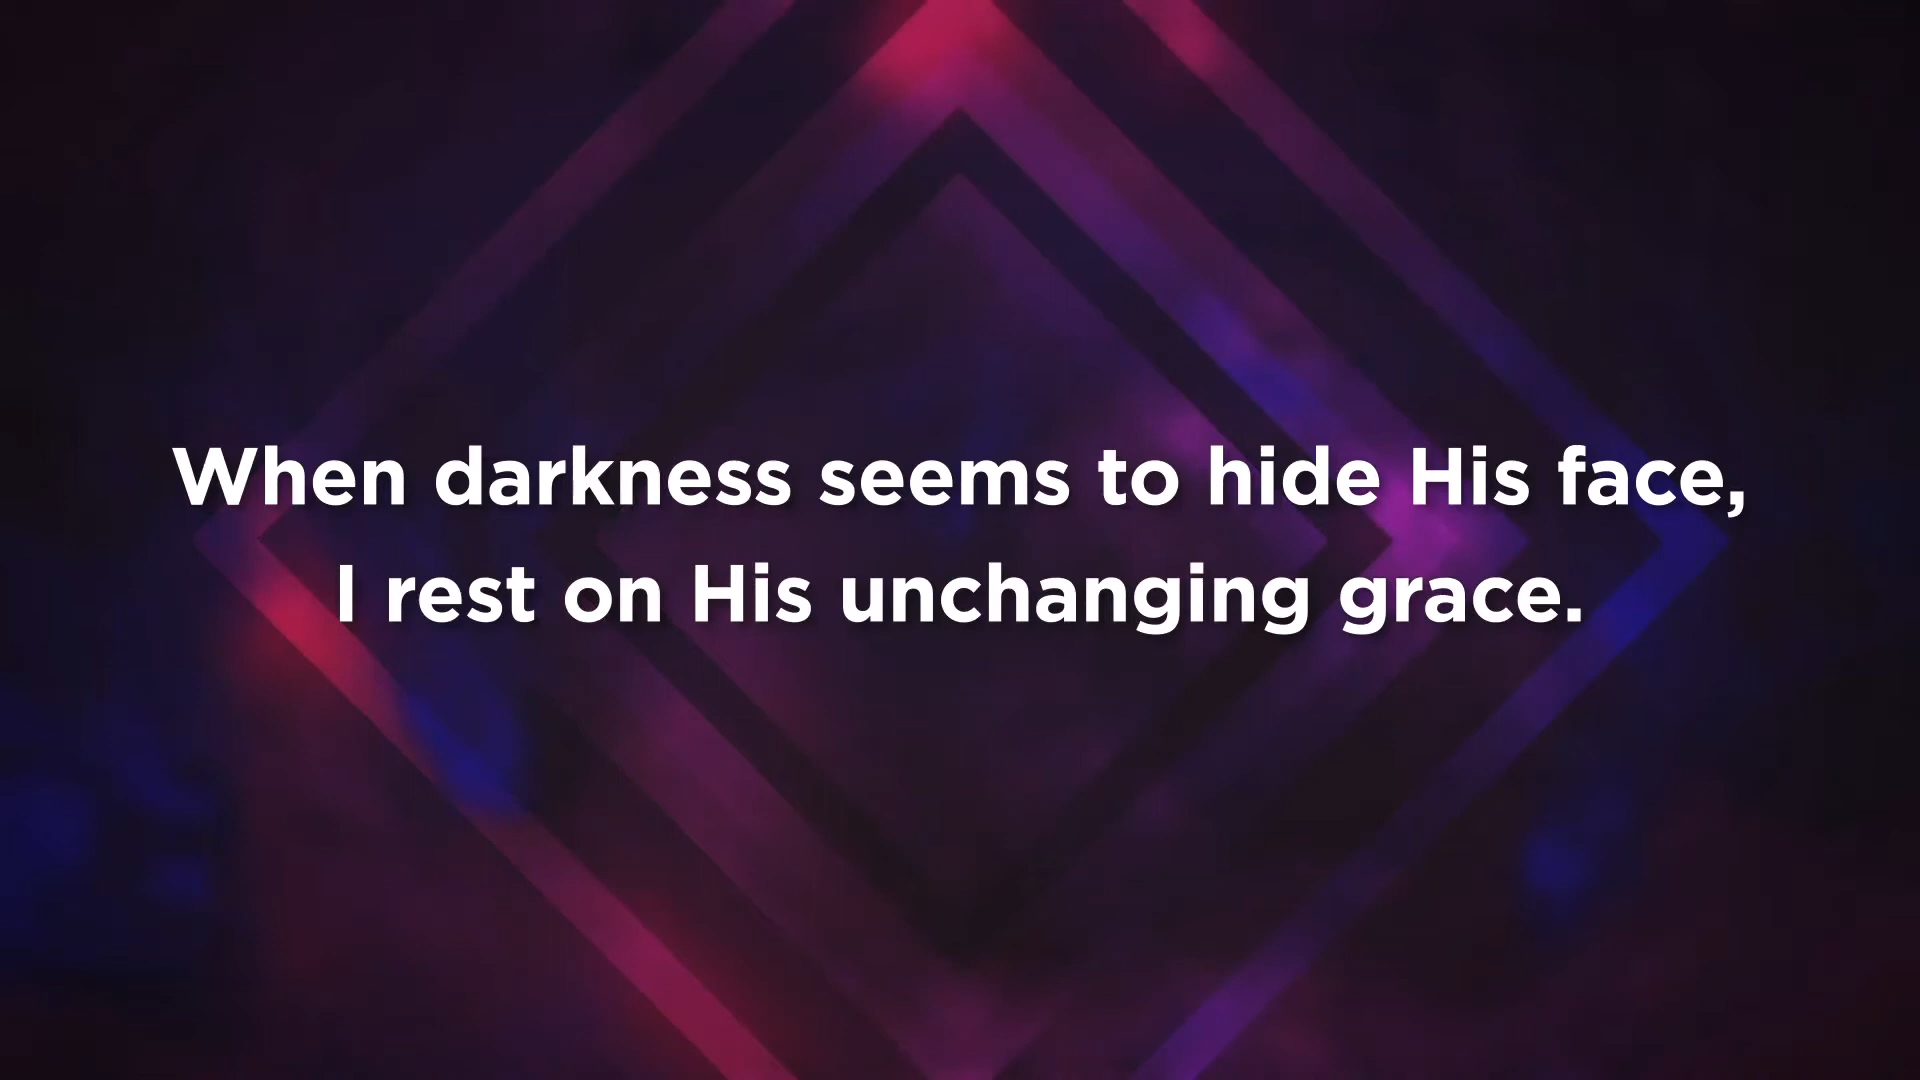 When darkness seems to hide His face,
I rest on His unchanging grace.